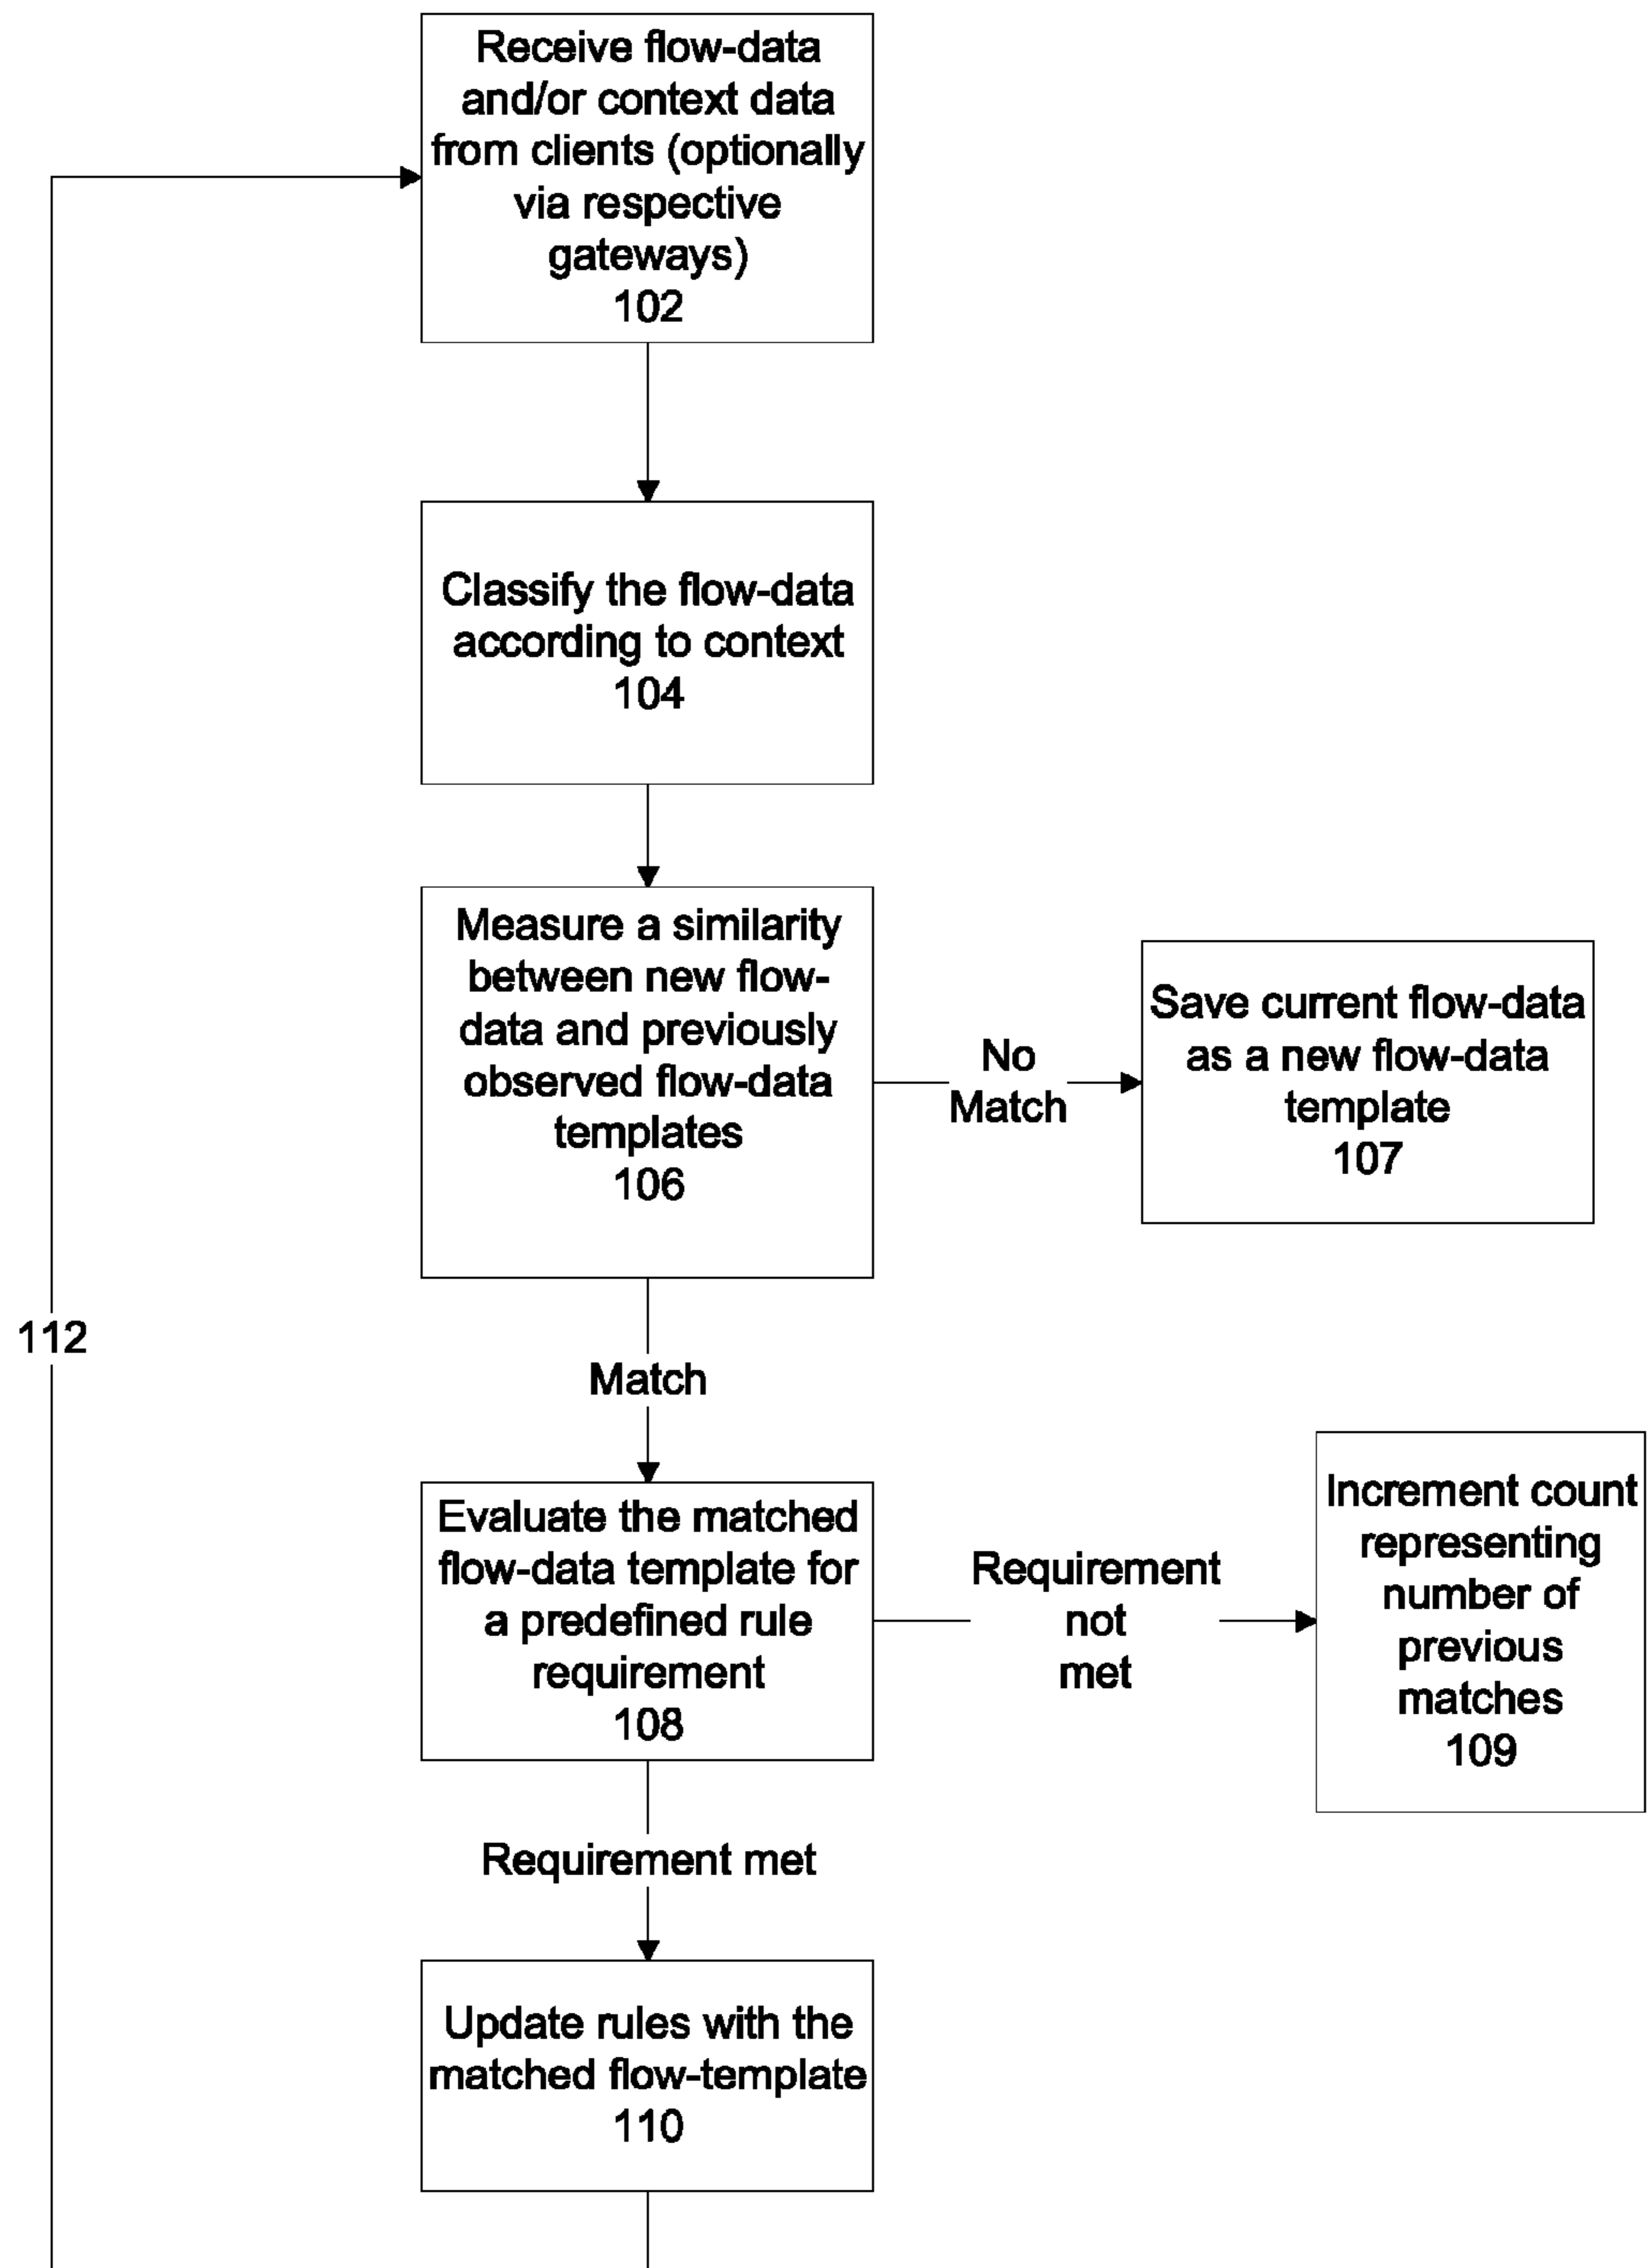 Receive flow-data
and/or context data
from clients (optionally
via respective
gateways)
102
Classify the flow-data
according to context
104
Measure a similarity
between new flow-
data and previously
observed flow-data
templates
106
No
Match
Save current flow-data
as a new flow-data
template
107
112
Match
Evaluate the matched
flow-data template for
a predefined rule
requirement
108
Requirement
not
met
Increment count
representing
number of
previous
matches
109
Requirement met
Update rules with the
matched flow-template
110